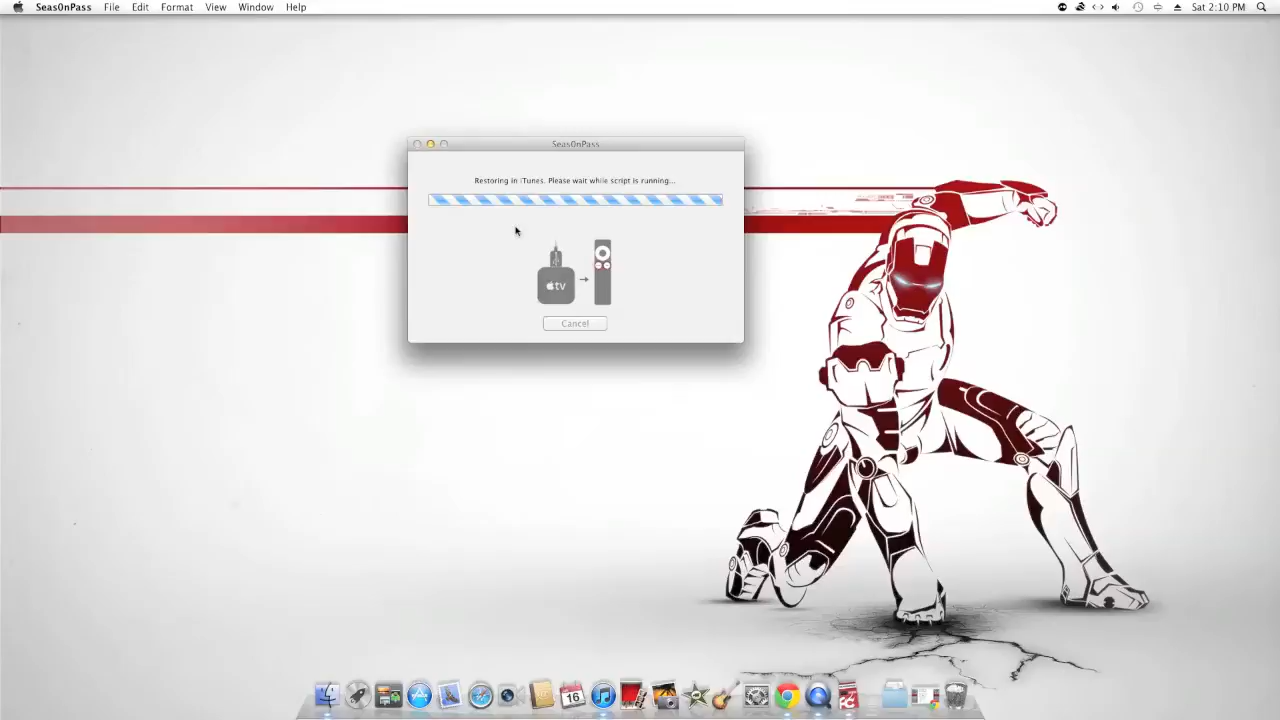 SeasOnPass File Edit Format View Window Help Sat 2:10 PM
SeasOnPass
Restoring in iTunes. Please wait while script is running...
tv
Cancel
16